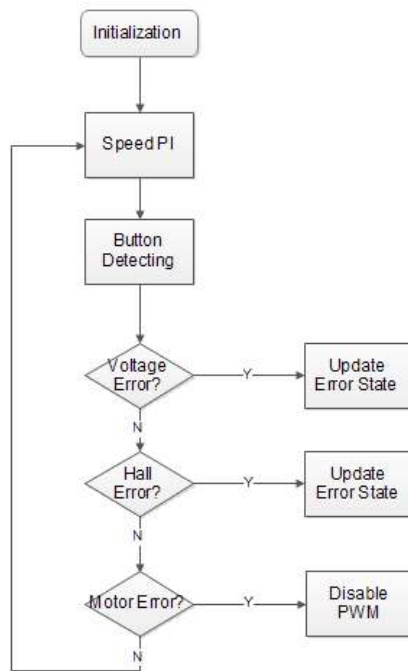 Initialization
Speed PI
Button
Detecting
Voltage
Error?
Y
Update
Error State
N
Hall
Error?
Y
Update
Error State
N
Motor Error?
Y
Disable
PWM
N